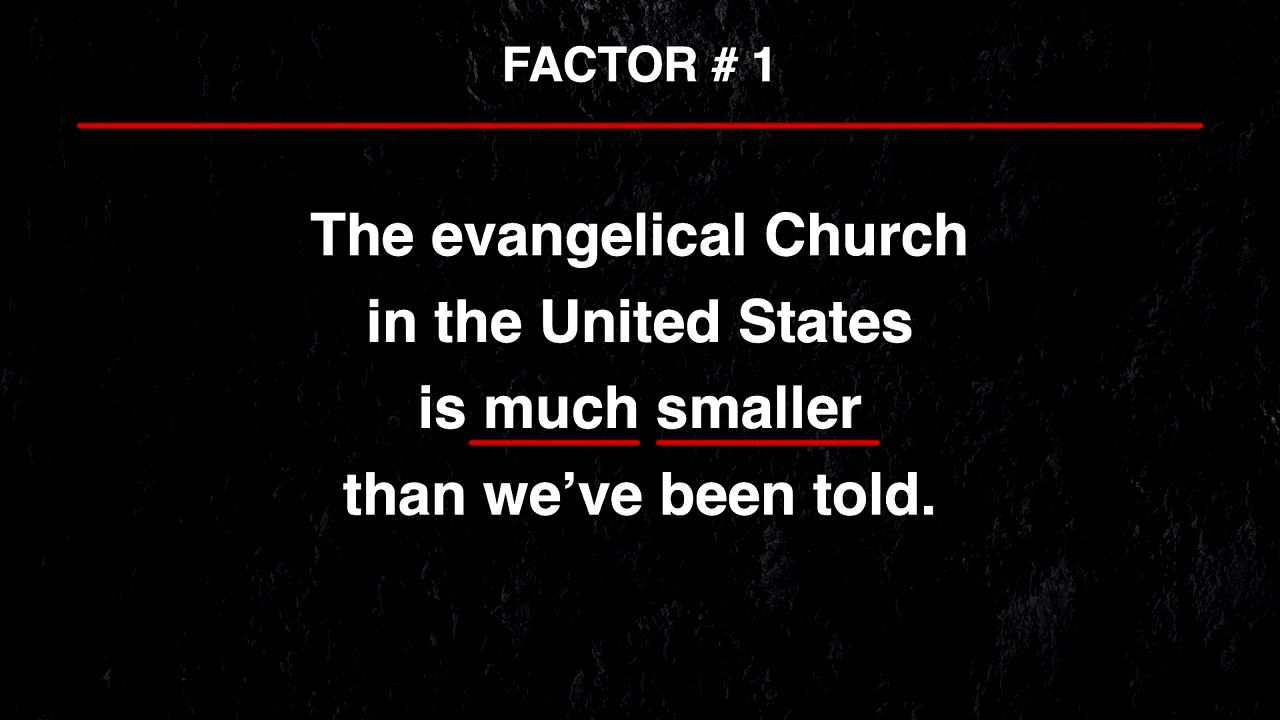 FACTOR # 1
The evangelical Church
in the United States
is much smaller
than we’ve been told.